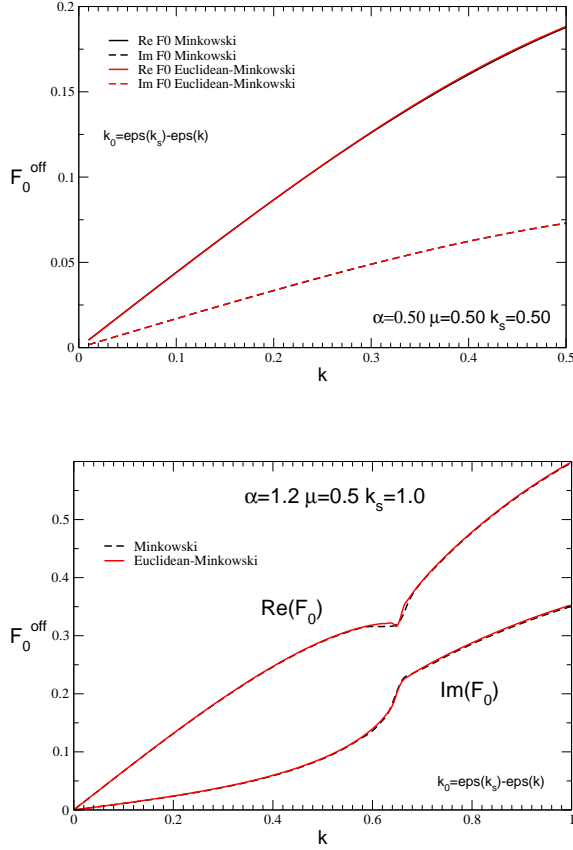 0.2
Re F0 Minkowski
Im F0 Minkowski
Re F0 Euclidean-Minkowski
Im F0 Euclidean-Minkowski
0.15
k₀=eps(kₛ)-eps(k)
F₀ᵒᶠᶠ
0.1
0.05
α=0.50 μ=0.50 kₛ=0.50
0
0 0.1 0.2 0.3 0.4 0.5
k
α=1.2 μ=0.5 kₛ=1.0
0.5
Minkowski
Euclidean-Minkowski
0.4
Re(F₀)
F₀ᵒᶠᶠ
0.3
0.2
Im(F₀)
0.1
k₀=eps(kₛ)-eps(k)
0
0 0.2 0.4 0.6 0.8 1
k